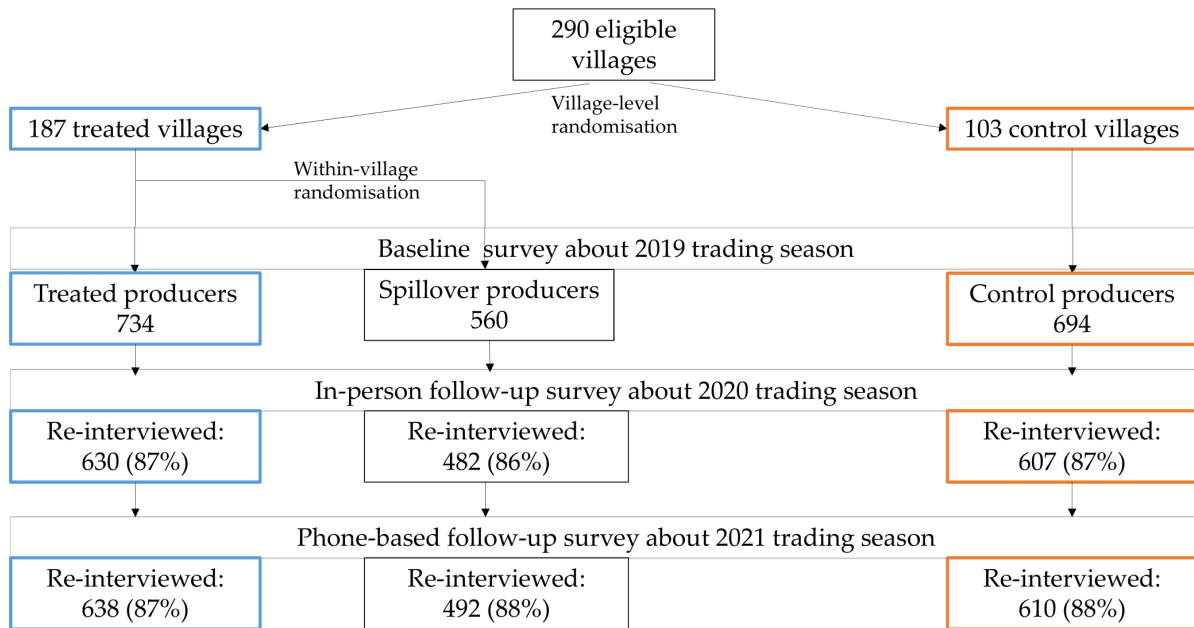 290 eligible
villages
Village-level
randomisation
187 treated villages
103 control villages
Within-village
randomisation
Baseline survey about 2019 trading season
Treated producers
734
Spillover producers
560
Control producers
694
In-person follow-up survey about 2020 trading season
Re-interviewed:
630 (87%)
Re-interviewed:
482 (86%)
Re-interviewed:
607 (87%)
Phone-based follow-up survey about 2021 trading season
Re-interviewed:
638 (87%)
Re-interviewed:
492 (88%)
Re-interviewed:
610 (88%)